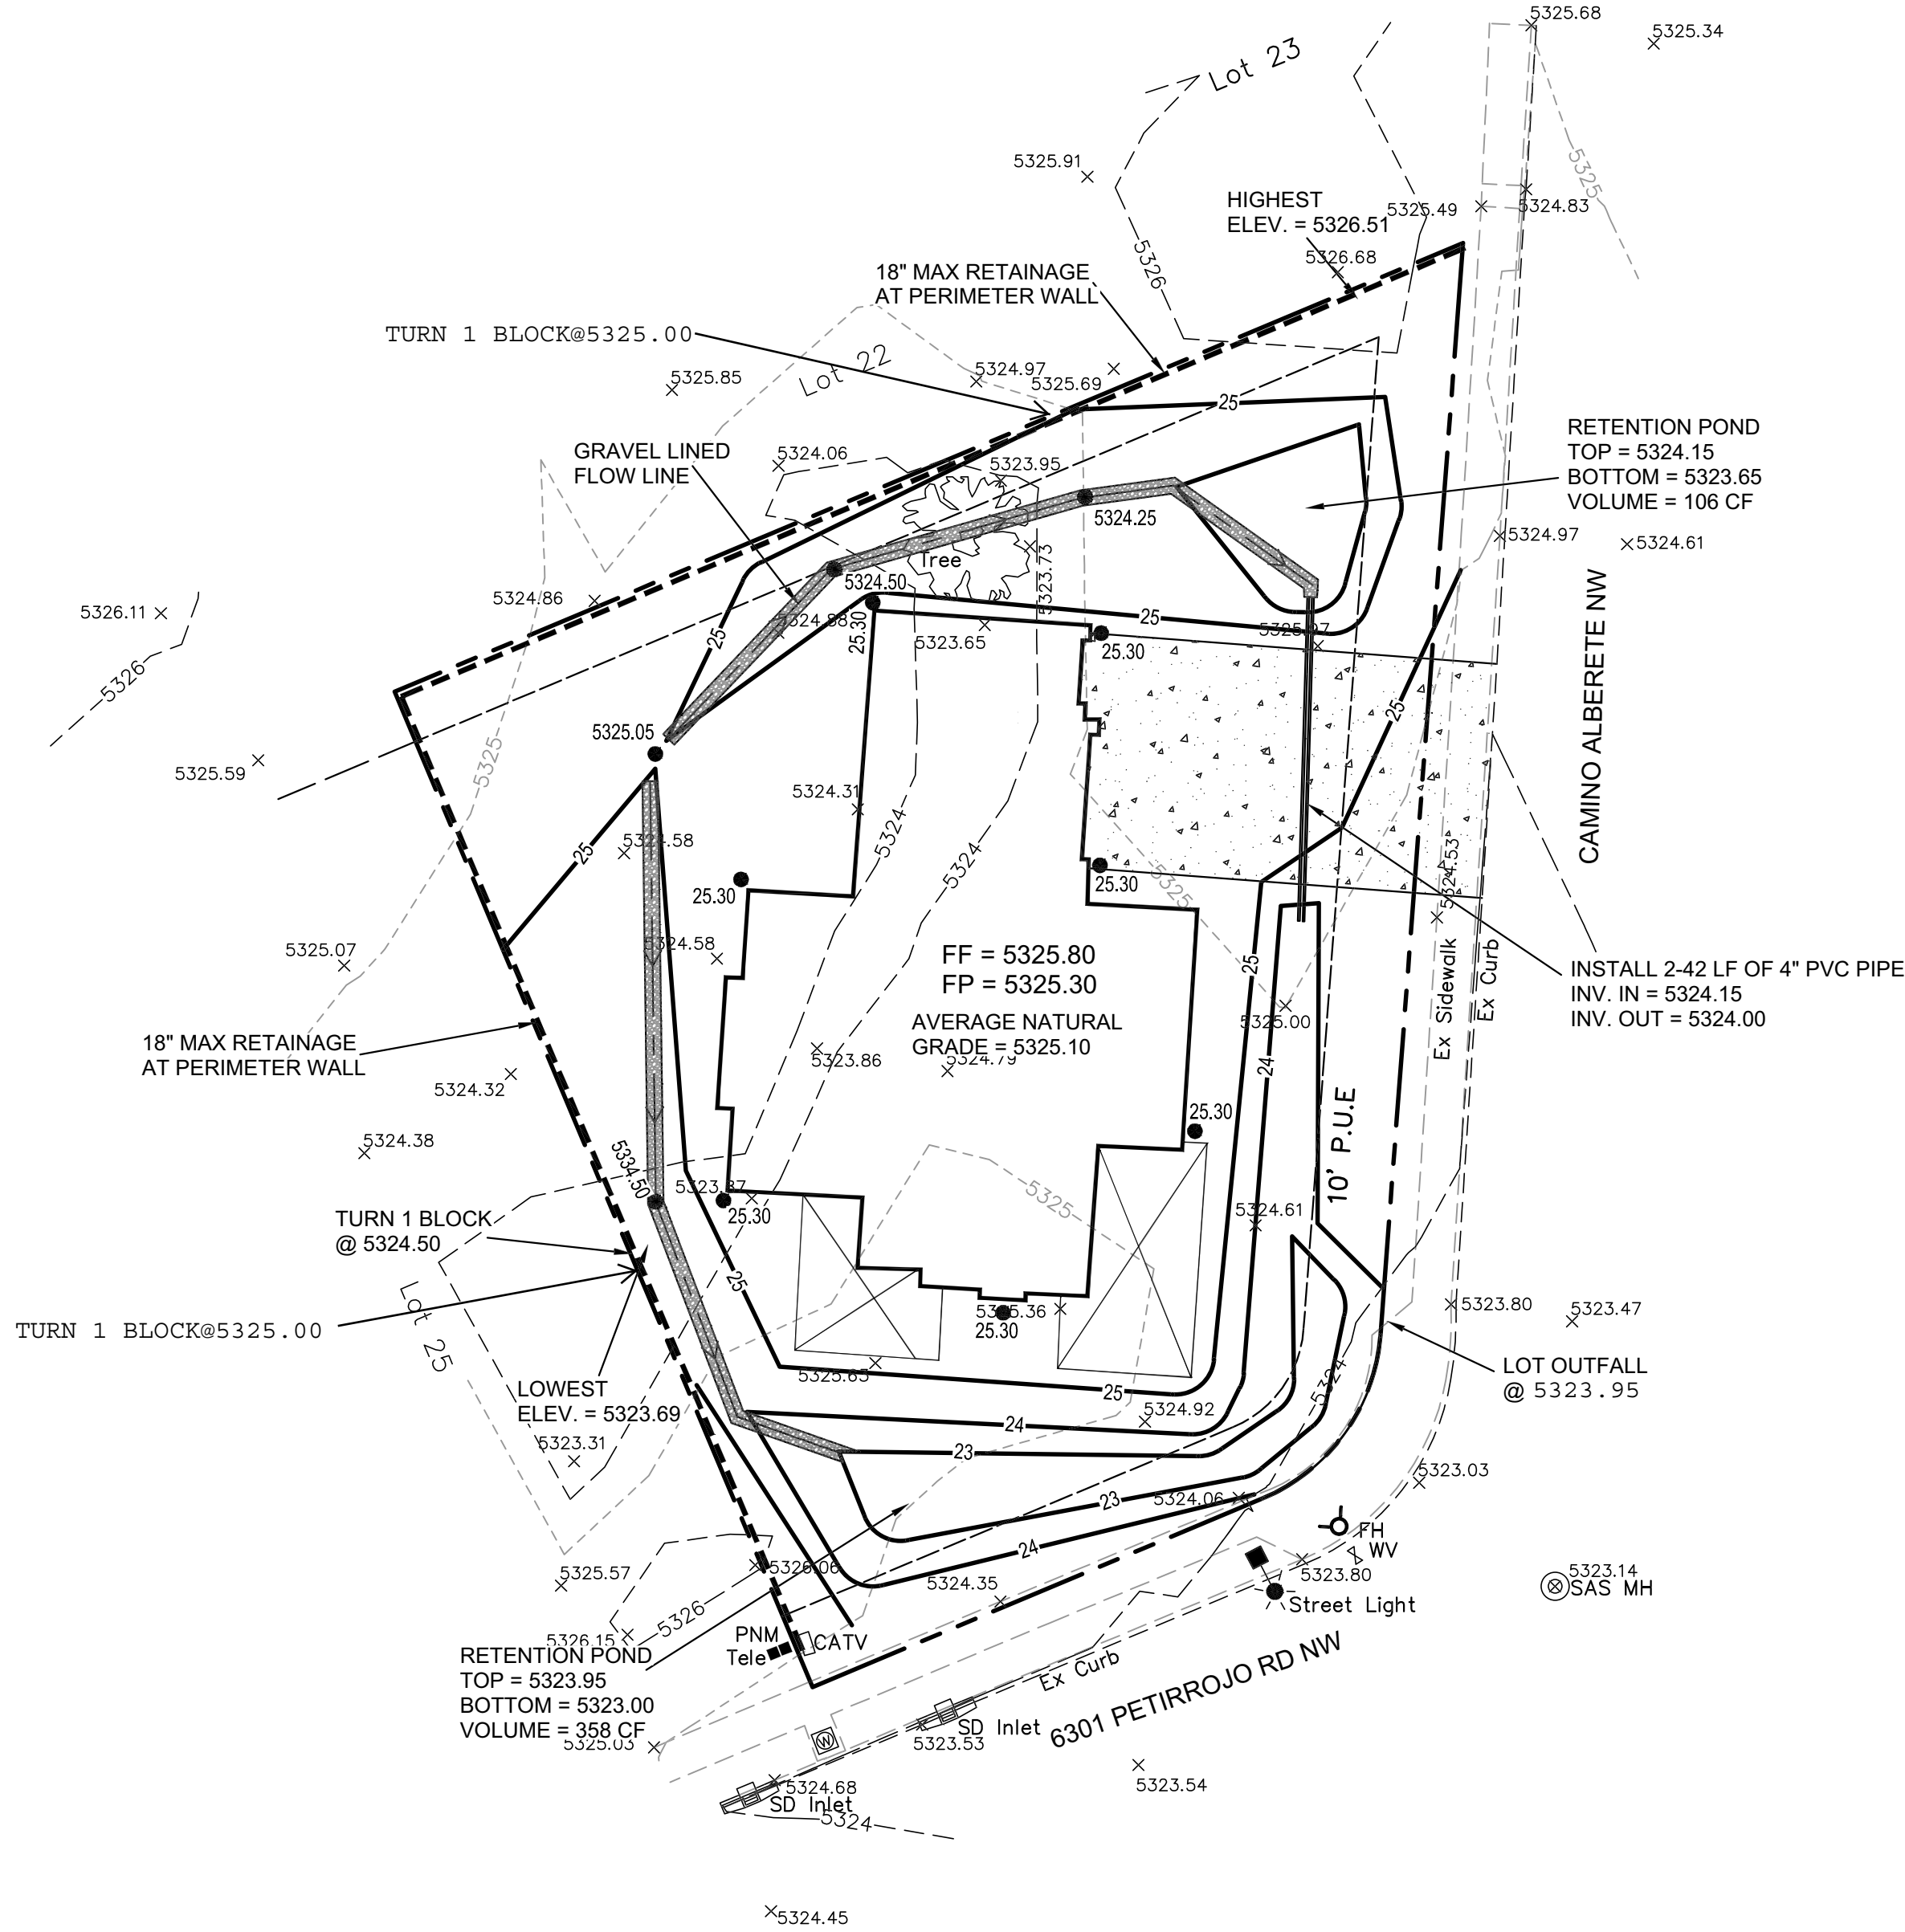 5325.68
5325.34
Lot 23
5325.91
5325
HIGHEST
ELEV. = 5326.51
5325.49
5324.83
5326.68
5326
18" MAX RETAINAGE
AT PERIMETER WALL
TURN 1 BLOCK@5325.00
Lot 22
5325.85
5324.97
5325.69
25
RETENTION POND
TOP = 5324.15
BOTTOM = 5323.65
VOLUME = 106 CF
GRAVEL LINED
FLOW LINE
5324.06
5323.95
5324.25
5324.97
5324.61
Tree
5323.73
5324.50
5324.86
5326.11
5324.88
25.30
5323.65
25
25
25.30
CAMINO ALBERETE NW
5326
5325.05
5325.59
5325
25
5324.31
5324
5324
25
5324.58
25.30
25.30
5325
5324.53
5325.07
5324.58
FF = 5325.80
FP = 5325.30
25
Ex Sidewalk
Ex Curb
INSTALL 2-42 LF OF 4" PVC PIPE
INV. IN = 5324.15
INV. OUT = 5324.00
AVERAGE NATURAL
GRADE = 5325.10
5325.00
18" MAX RETAINAGE
AT PERIMETER WALL
5323.86
5324.79
24
5324.32
10' P.U.E
25.30
5324.38
5334.50
5325
5324.61
25.30
TURN 1 BLOCK
@ 5324.50
25
TURN 1 BLOCK@5325.00
Lot 25
25.30
5323.80
5323.47
LOT OUTFALL
@ 5323.95
5324
LOWEST
ELEV. = 5323.69
5325.65
25
5324.92
24
23
5323.31
5323.03
23
5324.06
24
FH
WV
5325.57
5326.06
5324.35
5323.80
5323.14
SAS MH
Street Light
5326
5326.15
PNM
Tele
CATV
RETENTION POND
TOP = 5323.95
BOTTOM = 5323.00
VOLUME = 358 CF
5325.03
Ex Curb
6301 PETIRROJO RD NW
W
SD Inlet
5323.53
5323.54
5324.68
SD Inlet
5324
5324.45